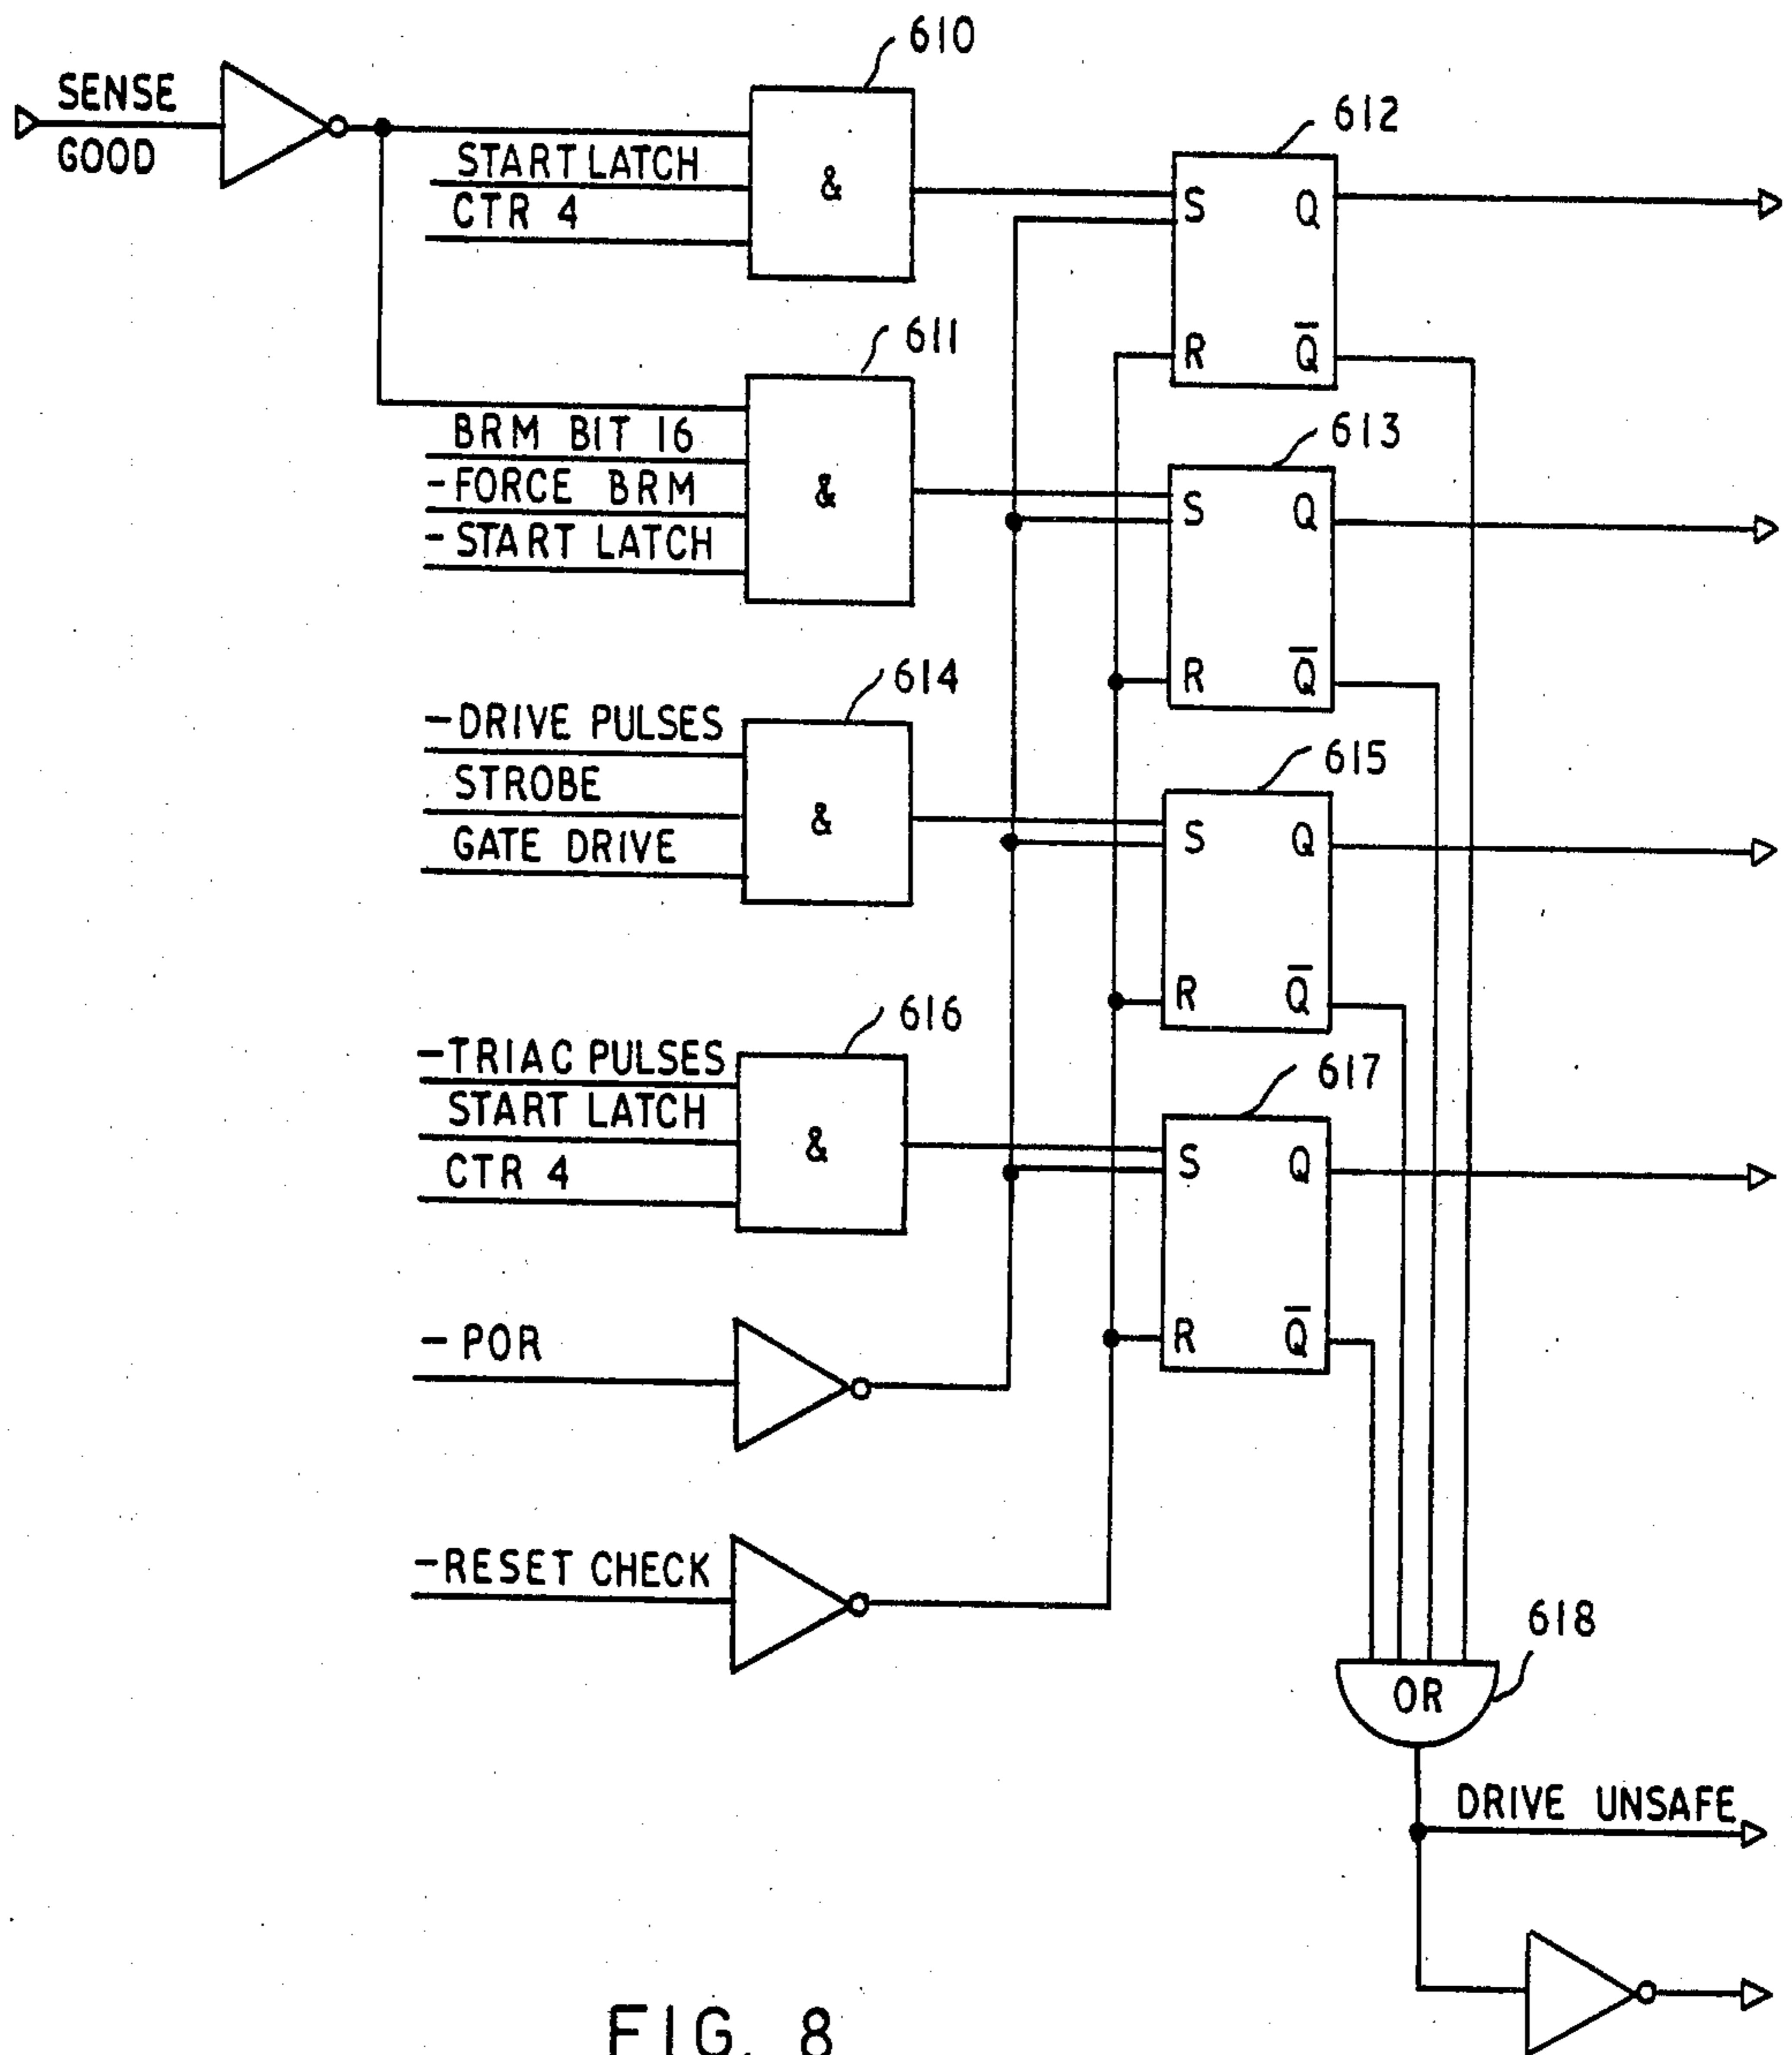 610
SENSE
GOOD
612
START LATCH
CTR 4
&
S
Q
R
Q̅
611
BRM BIT 16
-FORCE BRM
-START LATCH
&
613
S
Q
R
Q̅
614
-DRIVE PULSES
STROBE
GATE DRIVE
&
615
S
Q
R
Q̅
616
-TRIAC PULSES
START LATCH
CTR 4
&
617
S
Q
R
Q̅
-POR
-RESET CHECK
618
OR
DRIVE UNSAFE
FIG. 8